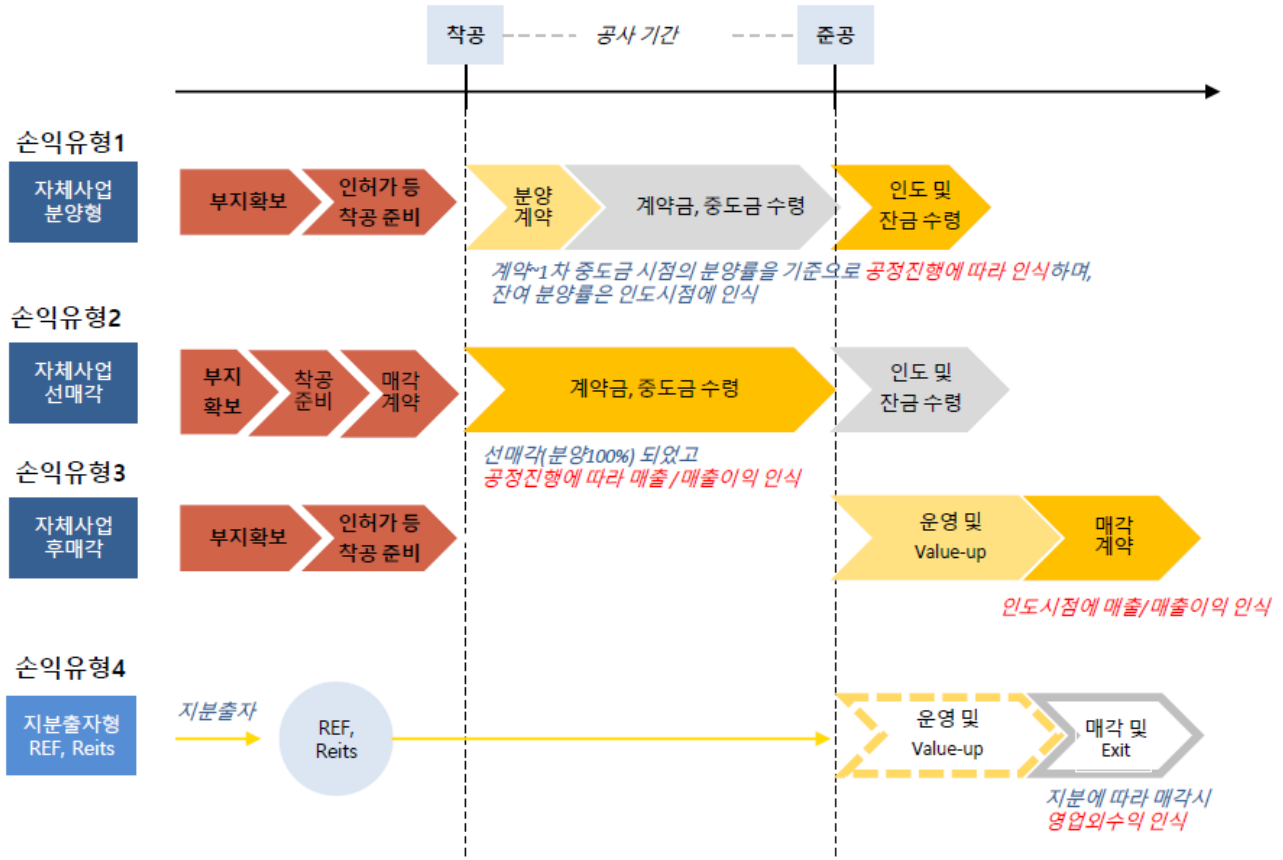 착공
공사 기간
준공
손익유형1
자체사업
분양형
부지확보
인허가 등
착공 준비
분양
계약
계약금, 중도금 수령
인도 및
잔금 수령
계약~1차 중도금 시점의 분양률을 기준으로 공정진행에 따라 인식하며,
잔여 분양률은 인도시점에 인식
손익유형2
자체사업
선매각
부지
확보
착공
준비
매각
계약
계약금, 중도금 수령
인도 및
잔금 수령
선매각(분양100%) 되었고
공정진행에 따라 매출 / 매출이익 인식
손익유형3
자체사업
후매각
부지확보
인허가 등
착공 준비
운영 및
Value-up
매각
계약
인도시점에 매출/매출이익 인식
손익유형4
지분출자형
REF, Reits
지분출자
REF,
Reits
운영 및
Value-up
매각 및
Exit
지분에 따라 매각시
영업외수익 인식